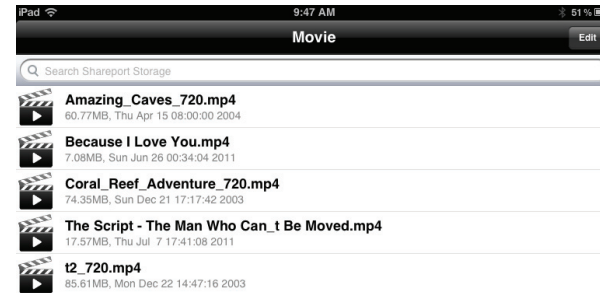 iPad 9:47 AM 51%
Movie
Edit
Search Shareport Storage
Amazing_Caves_720.mp4
60.77MB, Thu Apr 15 08:00:00 2004
Because I Love You.mp4
7.08MB, Sun Jun 26 00:34:04 2011
Coral_Reef_Adventure_720.mp4
74.35MB, Sun Dec 21 17:17:42 2003
The Script - The Man Who Can_t Be Moved.mp4
17.57MB, Thu Jul 7 17:41:08 2011
t2_720.mp4
85.61MB, Mon Dec 22 14:47:16 2003